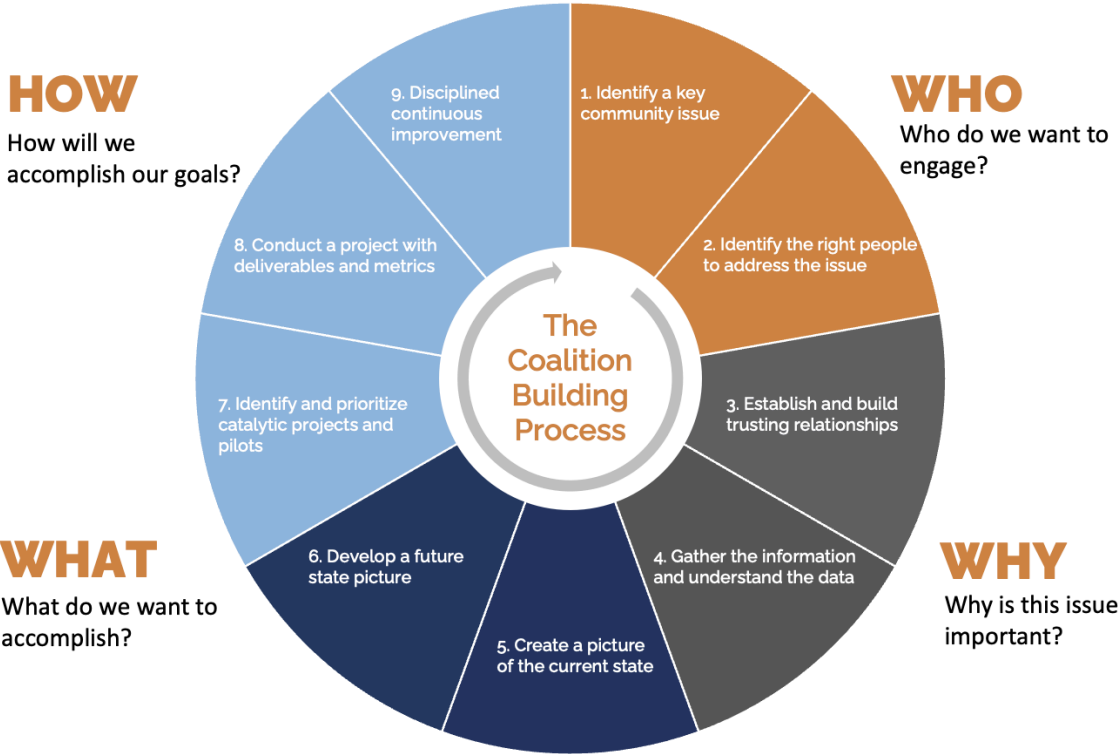 HOW
How will we
accomplish our goals?
WHO
Who do we want to
engage?
WHAT
What do we want to
accomplish?
WHY
Why is this issue
important?
The
Coalition
Building
Process
1. Identify a key
community issue
2. Identify the right people
to address the issue
3. Establish and build
trusting relationships
4. Gather the information
and understand the data
5. Create a picture
of the current state
6. Develop a future
state picture
7. Identify and prioritize
catalytic projects and
pilots
8. Conduct a project with
deliverables and metrics
9. Disciplined
continuous
improvement